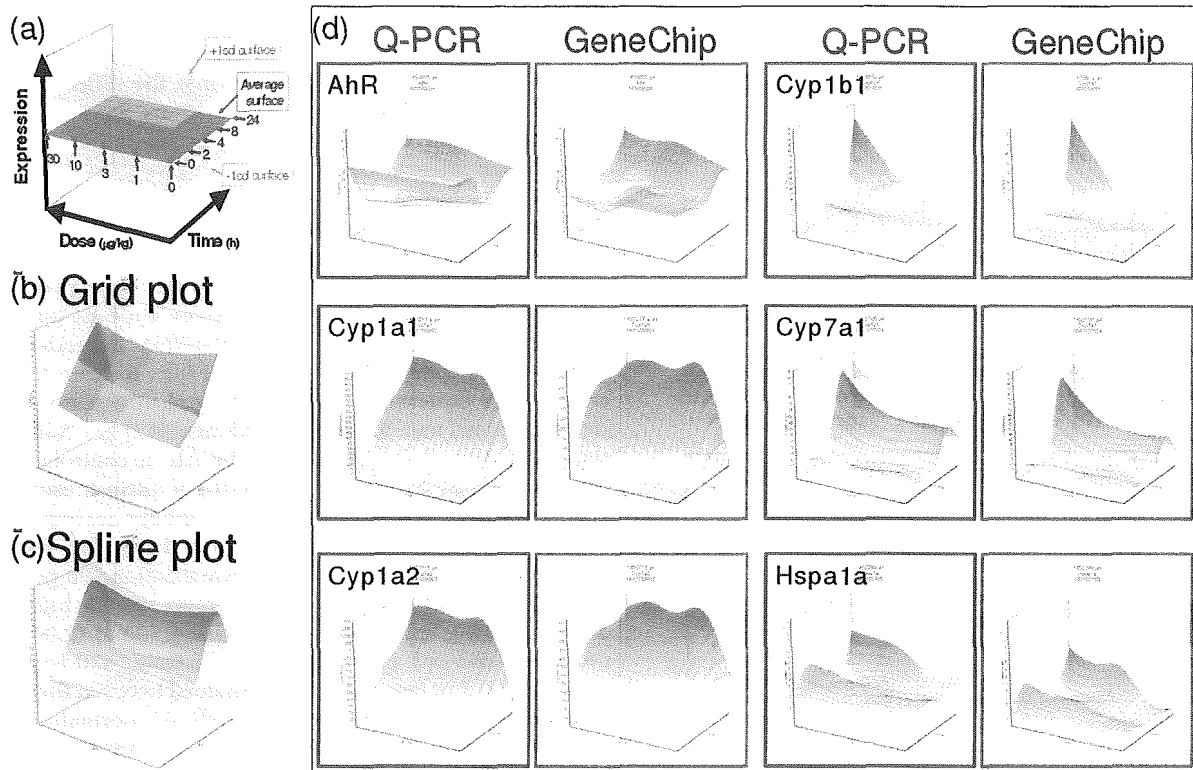 (a)
+1sd surface
Average surface
24
8
4
2
0
30
10
3
1
0
-1sd surface
Expression
Dose (μg/kg)
Time (h)
(b) Grid plot
(c) Spline plot
(d)
Q-PCR
GeneChip
Q-PCR
GeneChip
AhR
Cyp1b1
Cyp1a1
Cyp7a1
Cyp1a2
Hspa1a